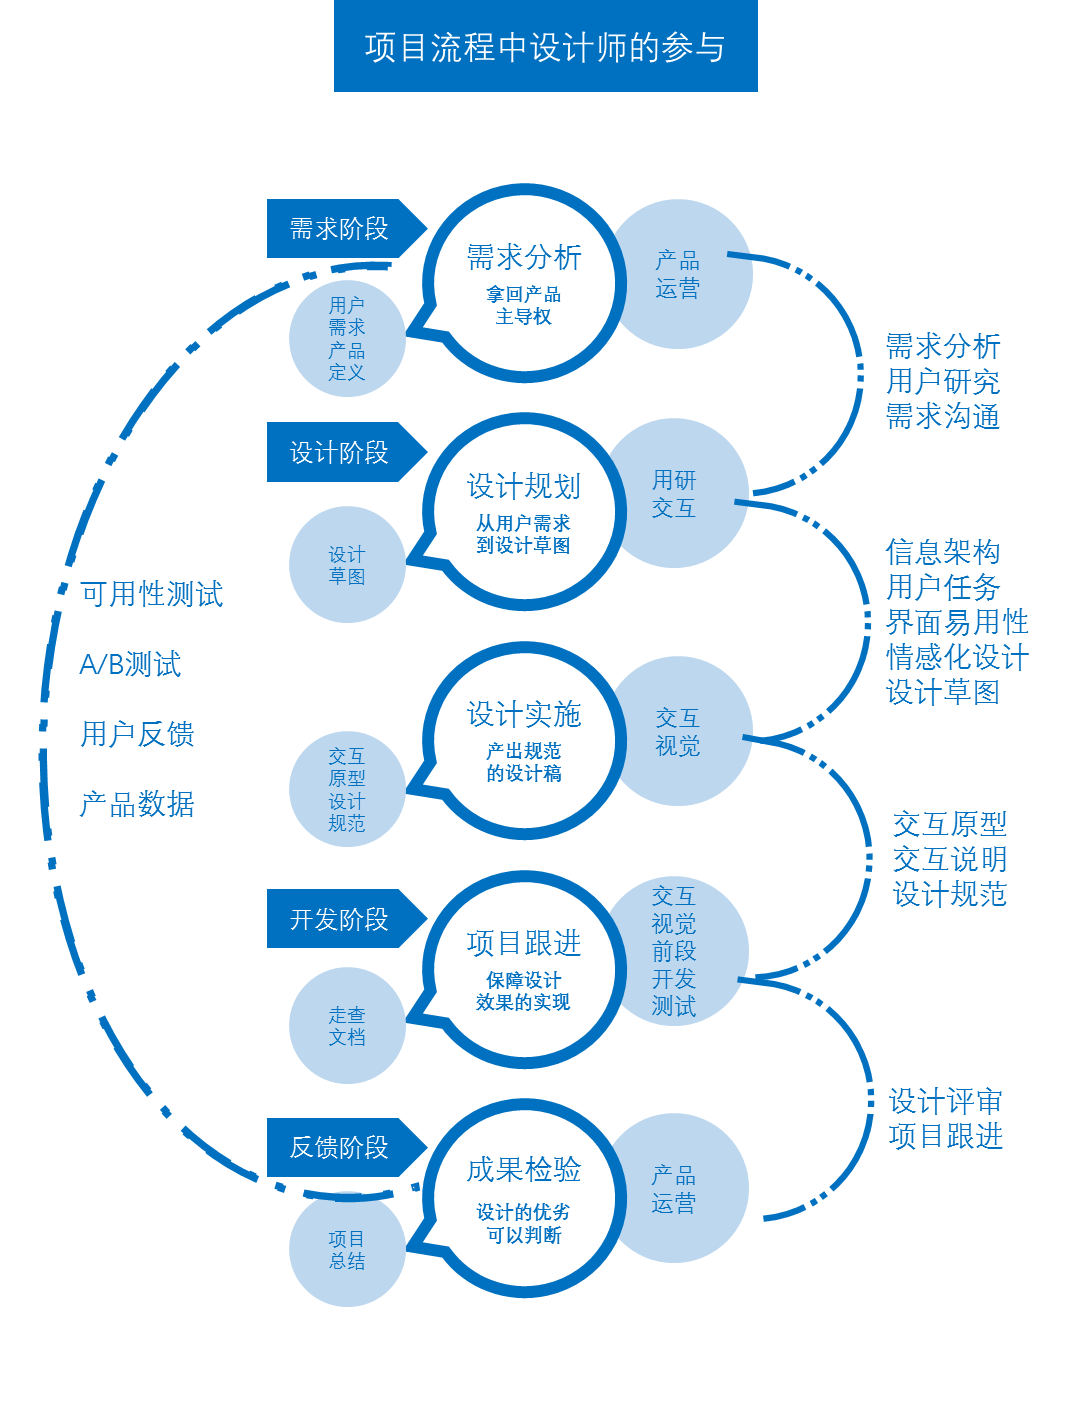 项目流程中设计师的参与
需求阶段
需求分析
拿回产品
主导权
产品
运营
用户
需求
产品
定义
需求分析
用户研究
需求沟通
设计阶段
设计规划
从用户需求
到设计草图
用研
交互
设计
草图
信息架构
用户任务
界面易用性
情感化设计
设计草图
可用性测试
A/B测试
用户反馈
产品数据
设计实施
产出规范
的设计稿
交互
视觉
交互
原型
设计
规范
交互原型
交互说明
设计规范
开发阶段
项目跟进
保障设计
效果的实现
交互
视觉
前段
开发
测试
走查
文档
设计评审
项目跟进
反馈阶段
成果检验
设计的优劣
可以判断
产品
运营
项目
总结